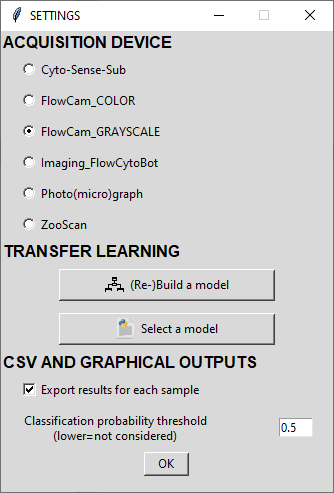 SETTINGS
ACQUISITION DEVICE
Cyto-Sense-Sub
FlowCam_COLOR
FlowCam_GRAYSCALE
Imaging_FlowCytoBot
Photo(micro)graph
ZooScan
TRANSFER LEARNING
(Re-)Build a model
Select a model
CSV AND GRAPHICAL OUTPUTS
Export results for each sample
Classification probability threshold
(lower=not considered)
0.5
OK